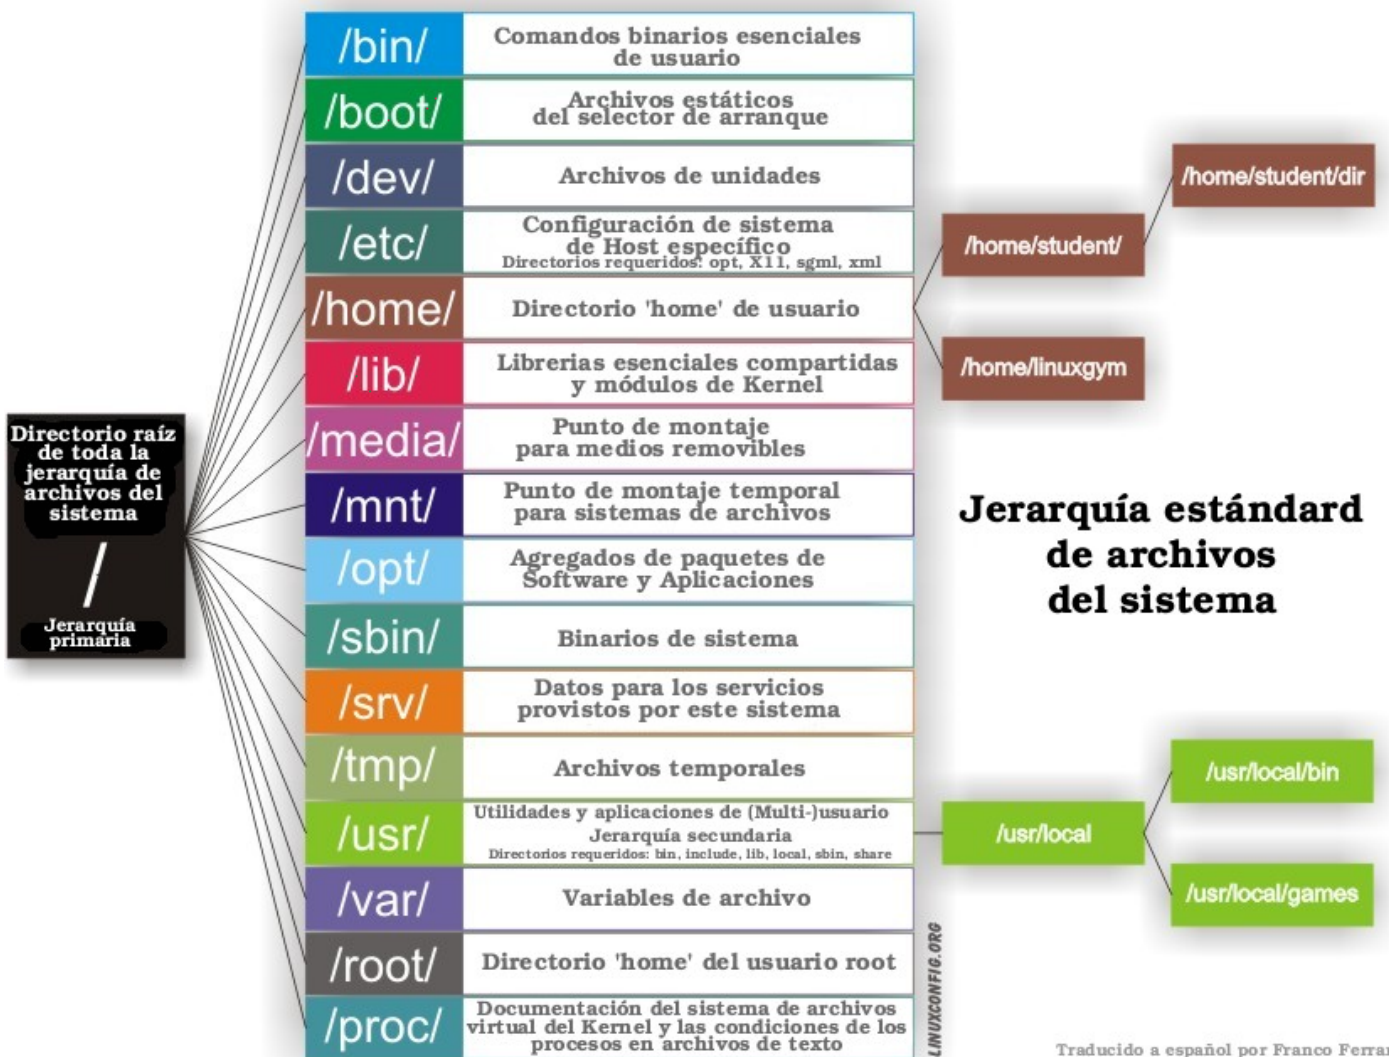 Directorio raíz
de toda la
jerarquía de
archivos del
sistema
/
Jerarquía
primaria
/bin/
Comandos binarios esenciales
de usuario
/boot/
Archivos estáticos
del selector de arranque
/dev/
Archivos de unidades
/etc/
Configuración de sistema
de Host específico
Directorios requeridos: opt, X11, sgml, xml
/home/
Directorio 'home' de usuario
/lib/
Librerias esenciales compartidas
y módulos de Kernel
/media/
Punto de montaje
para medios removibles
/mnt/
Punto de montaje temporal
para sistemas de archivos
/opt/
Agregados de paquetes de
Software y Aplicaciones
/sbin/
Binarios de sistema
/srv/
Datos para los servicios
provistos por este sistema
/tmp/
Archivos temporales
/usr/
Utilidades y aplicaciones de (Multi-)usuario
Jerarquía secundaria
Directorios requeridos: bin, include, lib, local, sbin, share
/var/
Variables de archivo
/root/
Directorio 'home' del usuario root
/proc/
Documentación del sistema de archivos
virtual del Kernel y las condiciones de los
procesos en archivos de texto
/home/student/
/home/student/dir
/home/linuxgym
Jerarquía estándard
de archivos
del sistema
/usr/local
/usr/local/bin
/usr/local/games
LINUXCONFIG.ORG
Traducido a español por Franco